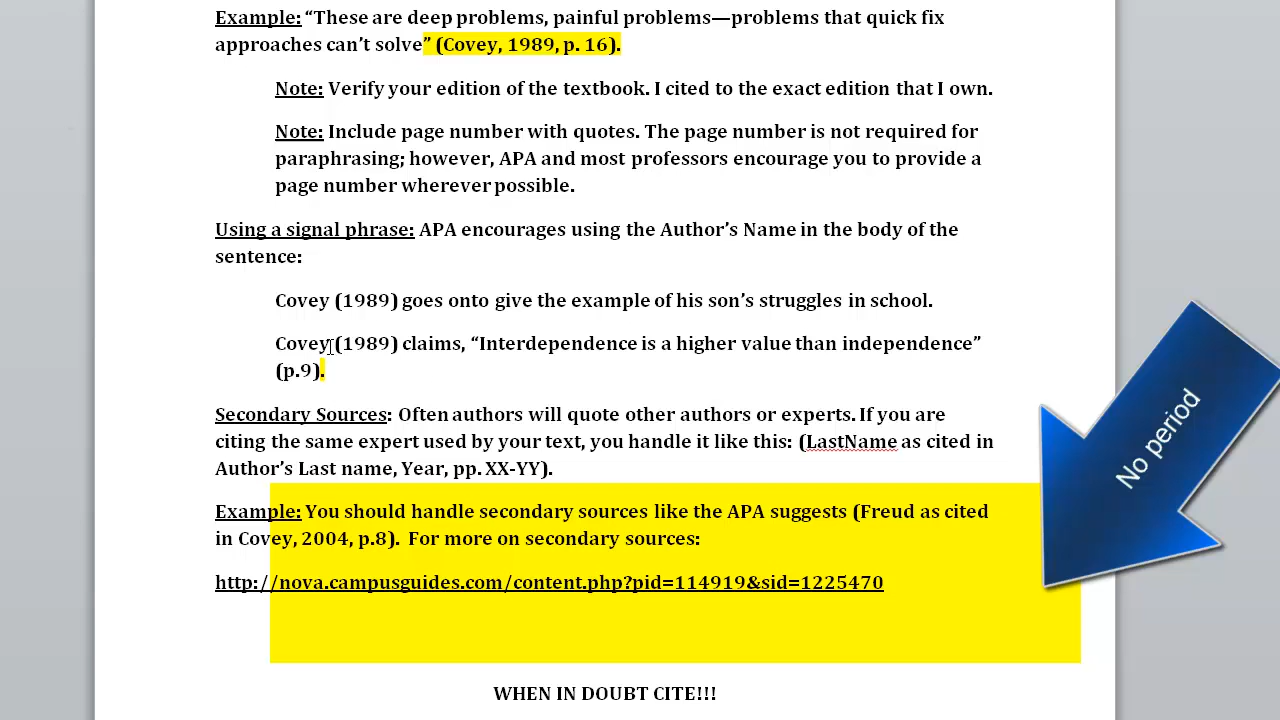 Example: “These are deep problems, painful problems—problems that quick fix
approaches can’t solve” (Covey, 1989, p. 16).
Note: Verify your edition of the textbook. I cited to the exact edition that I own.
Note: Include page number with quotes. The page number is not required for
paraphrasing; however, APA and most professors encourage you to provide a
page number wherever possible.
Using a signal phrase: APA encourages using the Author’s Name in the body of the
sentence:
Covey (1989) goes onto give the example of his son’s struggles in school.
Covey (1989) claims, “Interdependence is a higher value than independence”
(p.9).
Secondary Sources: Often authors will quote other authors or experts. If you are
citing the same expert used by your text, you handle it like this: (LastName as cited in
Author’s Last name, Year, pp. XX-YY).
Example: You should handle secondary sources like the APA suggests (Freud as cited
in Covey, 2004, p.8).  For more on secondary sources:
http://nova.campusguides.com/content.php?pid=114919&sid=1225470
No period
WHEN IN DOUBT CITE!!!